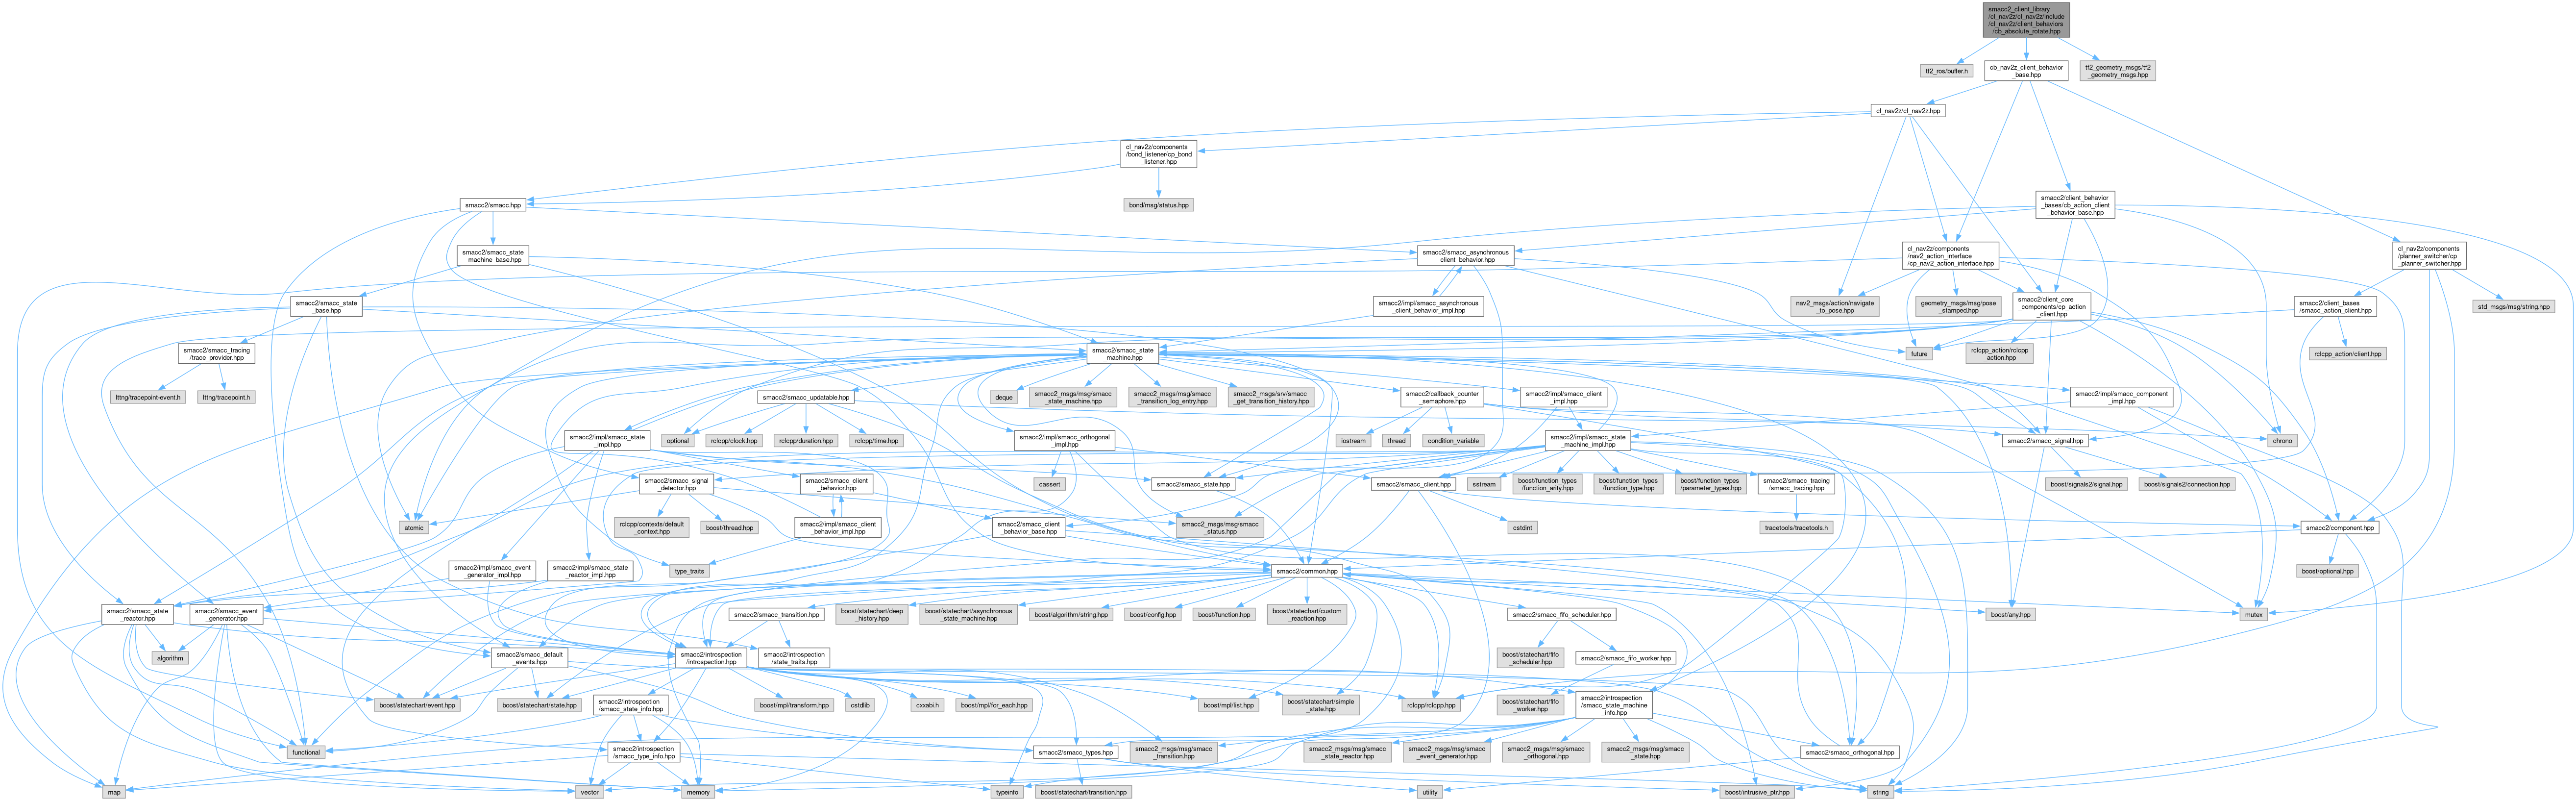 smacc2_client_library
/cl_nav2z/cl_nav2z/include
/cl_nav2z/client_behaviors
/cb_absolute_rotate.hpp
tf2_ros/buffer.h
cb_nav2z_client_behavior
_base.hpp
tf2_geometry_msgs/tf2
_geometry_msgs.hpp
cl_nav2z/cl_nav2z.hpp
cl_nav2z/components
/bond_listener/cp_bond
_listener.hpp
smacc2/smacc.hpp
bond/msg/status.hpp
smacc2/client_behavior
_bases/cb_action_client
_behavior_base.hpp
smacc2/smacc_state
_machine_base.hpp
smacc2/smacc_asynchronous
_client_behavior.hpp
cl_nav2z/components
/nav2_action_interface
/cp_nav2_action_interface.hpp
cl_nav2z/components
/planner_switcher/cp
_planner_switcher.hpp
smacc2/smacc_state
_base.hpp
smacc2/impl/smacc_asynchronous
_client_behavior_impl.hpp
nav2_msgs/action/navigate
_to_pose.hpp
geometry_msgs/msg/pose
_stamped.hpp
smacc2/client_core
_components/cp_action
_client.hpp
smacc2/client_bases
/smacc_action_client.hpp
std_msgs/msg/string.hpp
smacc2/smacc_tracing
/trace_provider.hpp
smacc2/smacc_state
_machine.hpp
future
rclcpp_action/rclcpp
_action.hpp
rclcpp_action/client.hpp
lttng/tracepoint-event.h
lttng/tracepoint.h
smacc2/smacc_updatable.hpp
deque
smacc2_msgs/msg/smacc
_state_machine.hpp
smacc2_msgs/msg/smacc
_transition_log_entry.hpp
smacc2_msgs/srv/smacc
_get_transition_history.hpp
smacc2/callback_counter
_semaphore.hpp
smacc2/impl/smacc_client
_impl.hpp
smacc2/impl/smacc_component
_impl.hpp
smacc2/impl/smacc_state
_impl.hpp
optional
rclcpp/clock.hpp
rclcpp/duration.hpp
rclcpp/time.hpp
smacc2/impl/smacc_orthogonal
_impl.hpp
iostream
thread
condition_variable
smacc2/impl/smacc_state
_machine_impl.hpp
smacc2/smacc_signal.hpp
chrono
smacc2/smacc_signal
_detector.hpp
smacc2/smacc_client
_behavior.hpp
cassert
smacc2/smacc_state.hpp
smacc2/smacc_client.hpp
sstream
boost/function_types
/function_arity.hpp
boost/function_types
/function_type.hpp
boost/function_types
/parameter_types.hpp
smacc2/smacc_tracing
/smacc_tracing.hpp
boost/signals2/signal.hpp
boost/signals2/connection.hpp
atomic
rclcpp/contexts/default
_context.hpp
boost/thread.hpp
smacc2/impl/smacc_client
_behavior_impl.hpp
smacc2/smacc_client
_behavior_base.hpp
smacc2_msgs/msg/smacc
_status.hpp
cstdint
tracetools/tracetools.h
smacc2/component.hpp
smacc2/impl/smacc_event
_generator_impl.hpp
smacc2/impl/smacc_state
_reactor_impl.hpp
type_traits
smacc2/common.hpp
boost/optional.hpp
smacc2/smacc_state
_reactor.hpp
smacc2/smacc_event
_generator.hpp
smacc2/smacc_transition.hpp
boost/statechart/deep
_history.hpp
boost/statechart/asynchronous
_state_machine.hpp
boost/algorithm/string.hpp
boost/config.hpp
boost/function.hpp
boost/statechart/custom
_reaction.hpp
smacc2/smacc_fifo_scheduler.hpp
boost/any.hpp
mutex
algorithm
smacc2/smacc_default
_events.hpp
smacc2/introspection
/introspection.hpp
smacc2/introspection
/state_traits.hpp
boost/statechart/fifo
_scheduler.hpp
smacc2/smacc_fifo_worker.hpp
boost/statechart/event.hpp
boost/statechart/state.hpp
smacc2/introspection
/smacc_state_info.hpp
boost/mpl/transform.hpp
cstdlib
cxxabi.h
boost/mpl/for_each.hpp
boost/mpl/list.hpp
boost/statechart/simple
_state.hpp
rclcpp/rclcpp.hpp
boost/statechart/fifo
_worker.hpp
smacc2/introspection
/smacc_state_machine
_info.hpp
functional
smacc2/introspection
/smacc_type_info.hpp
smacc2/smacc_types.hpp
smacc2_msgs/msg/smacc
_transition.hpp
smacc2_msgs/msg/smacc
_state_reactor.hpp
smacc2_msgs/msg/smacc
_event_generator.hpp
smacc2_msgs/msg/smacc
_orthogonal.hpp
smacc2_msgs/msg/smacc
_state.hpp
smacc2/smacc_orthogonal.hpp
map
vector
memory
typeinfo
boost/statechart/transition.hpp
utility
boost/intrusive_ptr.hpp
string